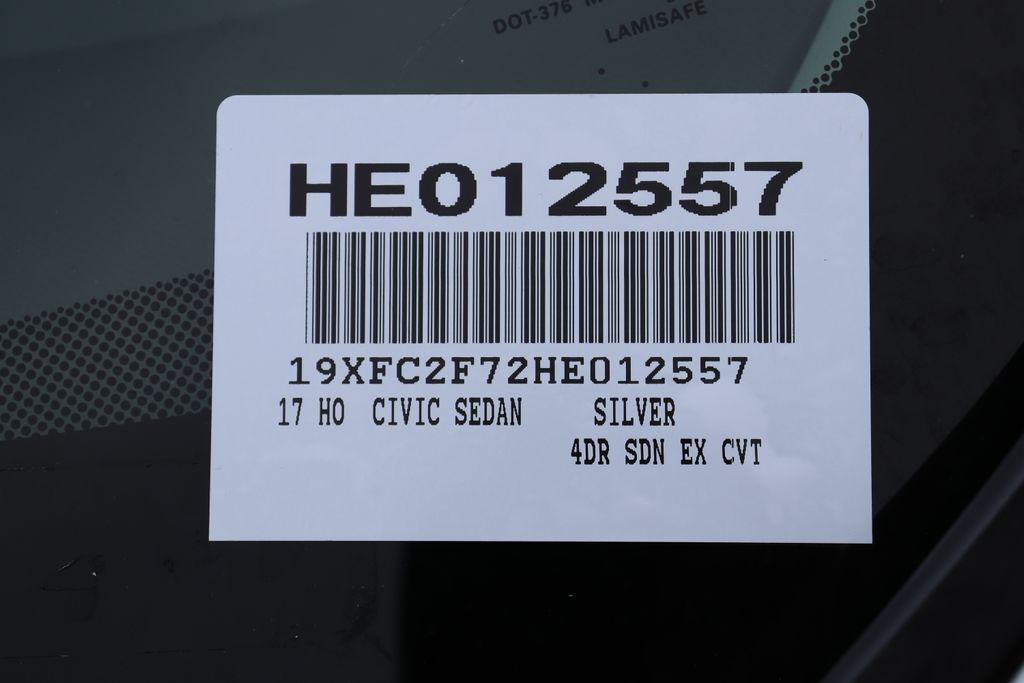 DOT-376
LAMISAFE
HE012557
19XFC2F72HE012557
17 HO CIVIC SEDAN SILVER
4DR SDN EX CVT